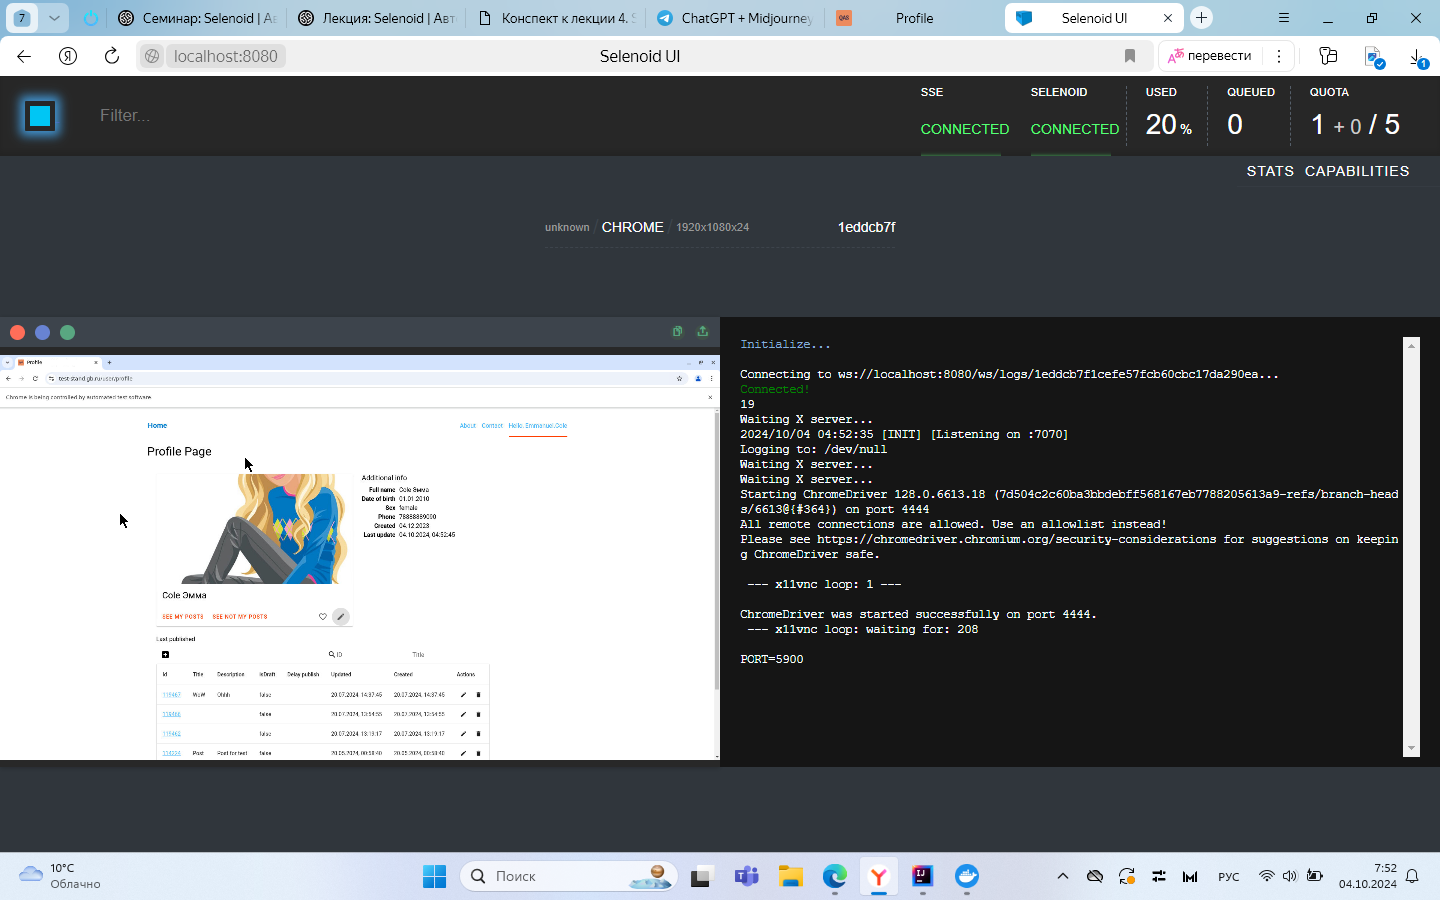 7
Семинар: Selenoid | Ав
Лекция: Selenoid | Авт
Конспект к лекции 4. S
ChatGPT + Midjourney
QAS
Profile
Selenoid UI
localhost:8080
Selenoid UI
перевести
1
Filter...
SSE
CONNECTED
SELENOID
CONNECTED
USED
20 %
QUEUED
0
QUOTA
1 + 0 / 5
STATS CAPABILITIES
unknown / CHROME / 1920x1080x24
1eddcb7f
Profile
test-stand.gb.ru/user/profile
Chrome is being controlled by automated test software.
Home
About
Contact
Hello, Emmanuel.Cole
Profile Page
Additional info
Full name Cole Эмма
Date of birth 01.01.2010
Sex female
Phone 78888889000
Created 04.12.2023
Last update 04.10.2024, 04:52:45
Cole Эмма
SEE MY POSTS
SEE NOT MY POSTS
Last published
ID
Title
Id Title Description isDraft Delay publish Updated Created Actions
119467 WoW Ohhh false 20.07.2024, 14:37:45 20.07.2024, 14:37:45
119466 false 20.07.2024, 13:54:55 20.07.2024, 13:54:55
119462 false 20.07.2024, 13:19:17 20.07.2024, 13:19:17
Post Post for test false 20.05.2024, 00:58:40 20.05.2024, 00:58:40
Initialize...
Connecting to ws://localhost:8080/ws/logs/1eddcb7f1cefe57fcb60cbc17da290ea...
Connected!
19
Waiting X server...
2024/10/04 04:52:35 [INIT] [Listening on :7070]
Logging to: /dev/null
Waiting X server...
Waiting X server...
Starting ChromeDriver 128.0.6613.18 (7d504c2c60ba3bbdebff568167eb7788205613a9-refs/branch-head
s/6613@{#364}) on port 4444
All remote connections are allowed. Use an allowlist instead!
Please see https://chromedriver.chromium.org/security-considerations for suggestions on keepin
g ChromeDriver safe.
--- x11vnc loop: 1 ---
ChromeDriver was started successfully on port 4444.
--- x11vnc loop: waiting for: 208
PORT=5900
10°C
Облачно
Поиск
РУС
7:52
04.10.2024